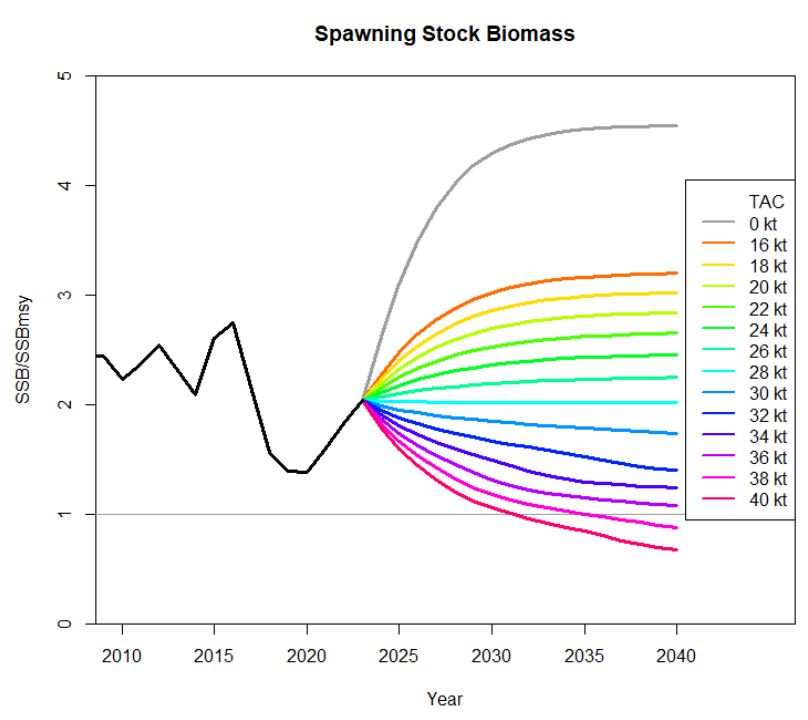 Spawning Stock Biomass
5
4
3
2
1
0
SSB/SSBmsy
TAC
0 kt
16 kt
18 kt
20 kt
22 kt
24 kt
26 kt
28 kt
30 kt
32 kt
34 kt
36 kt
38 kt
40 kt
2010 2015 2020 2025 2030 2035 2040
Year